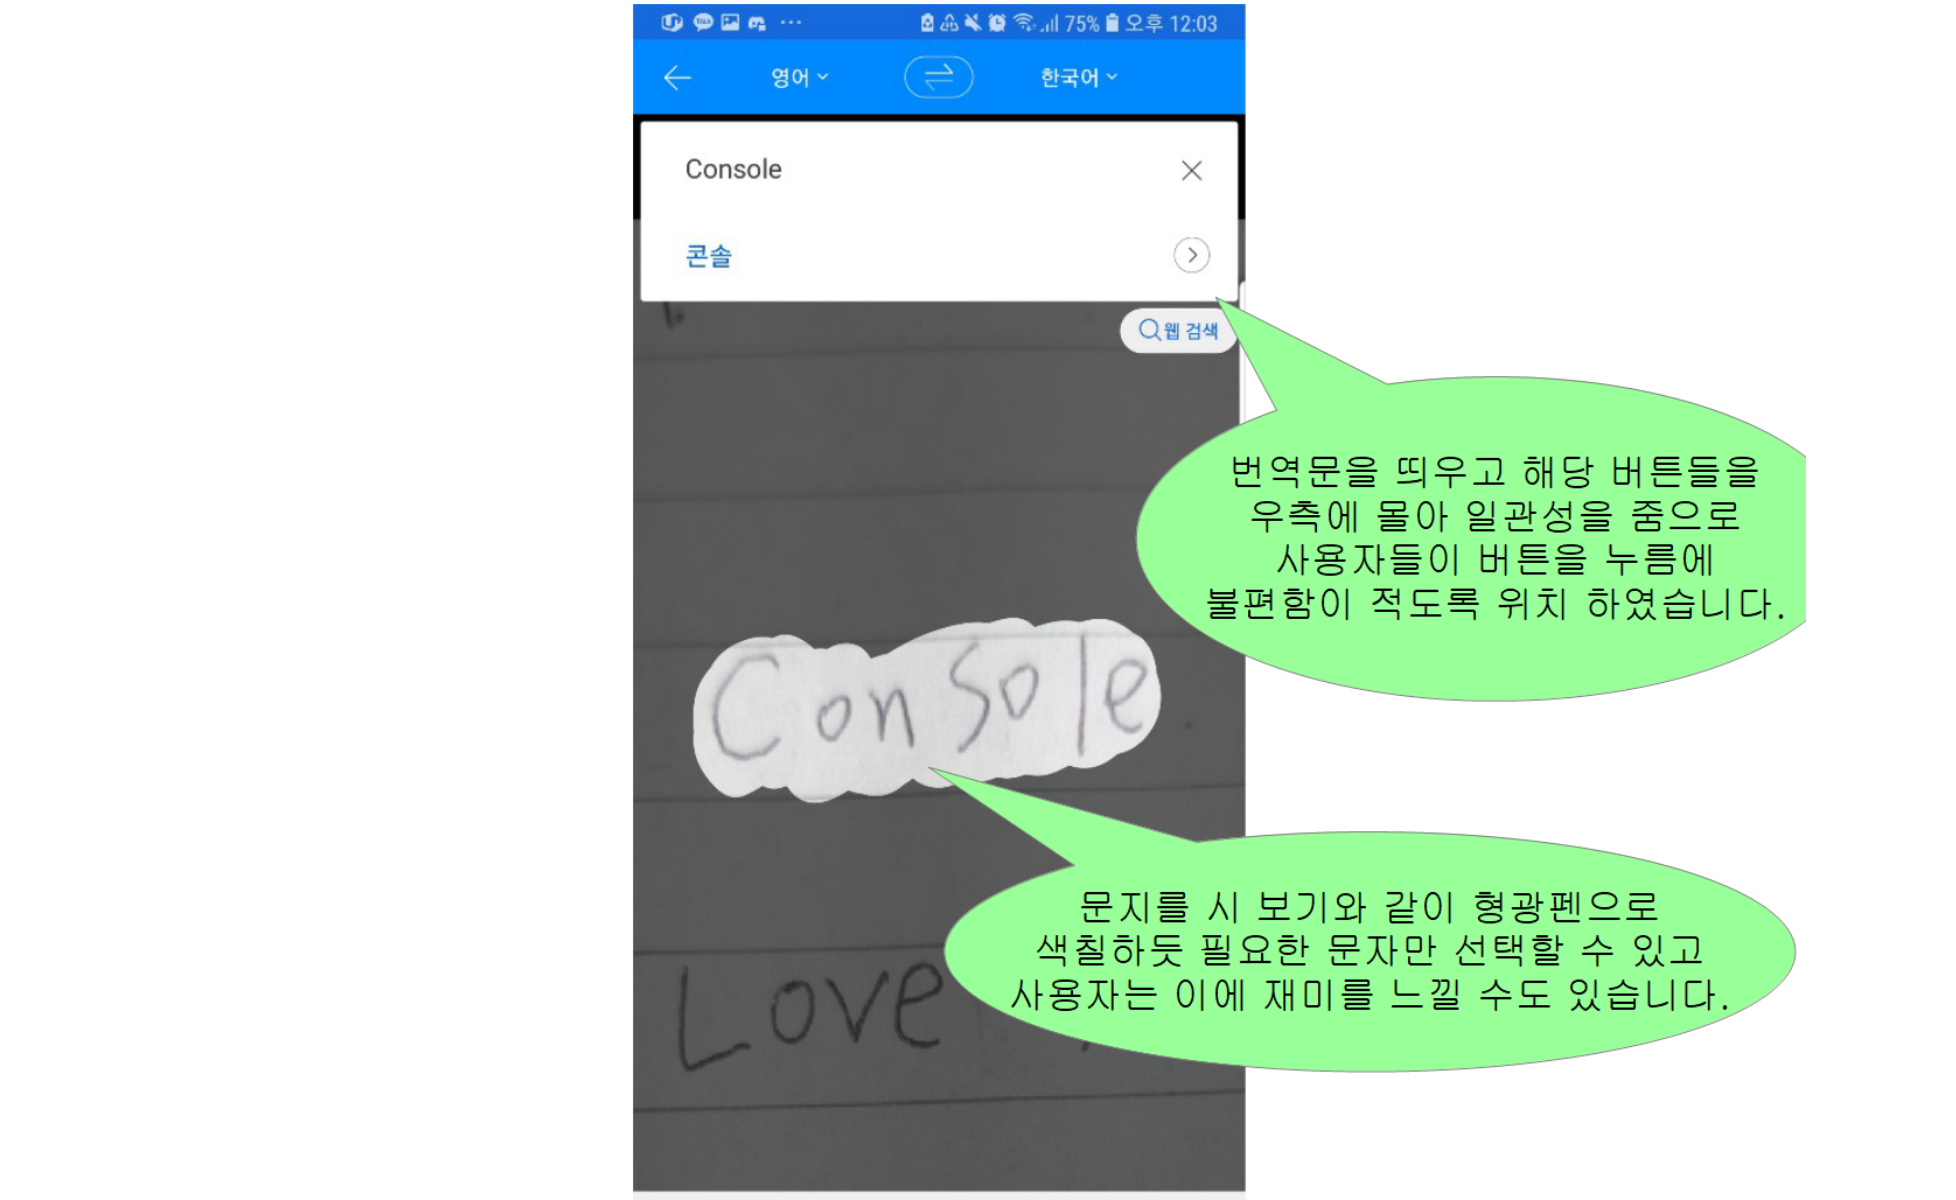 75% 오후 12:03
영어 한국어
Console
콘솔
웹 검색
번역문을 띄우고 해당 버튼들을
우측에 몰아 일관성을 줌으로
사용자들이 버튼을 누름에
불편함이 적도록 위치 하였습니다.
Console
문지를 시 보기와 같이 형광펜으로
색칠하듯 필요한 문자만 선택할 수 있고
사용자는 이에 재미를 느낄 수도 있습니다.
Love